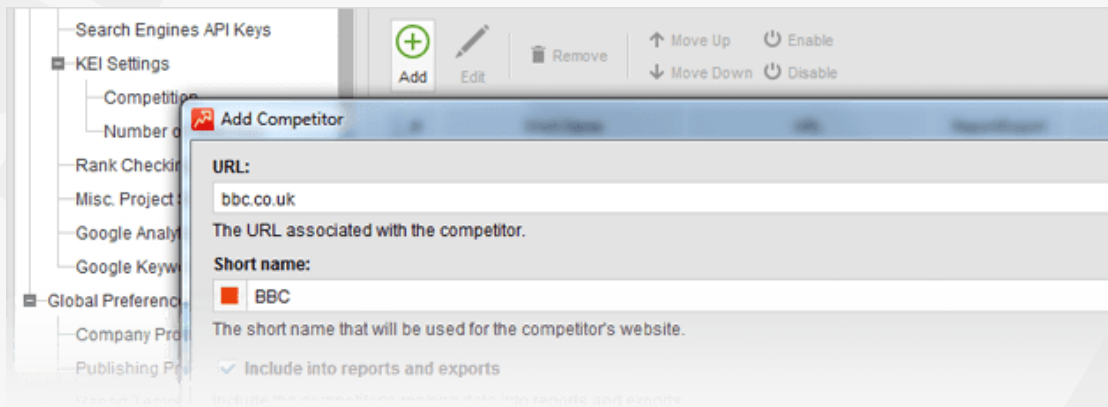 Search Engines API Keys
KEI Settings
Competition
Number o
Rank Checkin
Misc. Project
Google Analyt
Google Keyw
Global Preferenc
Company Pro
Publishing Pr
Add
Edit
Remove
Move Up
Enable
Move Down
Disable
Add Competitor
URL:
bbc.co.uk
The URL associated with the competitor.
Short name:
BBC
The short name that will be used for the competitor's website.
Include into reports and exports